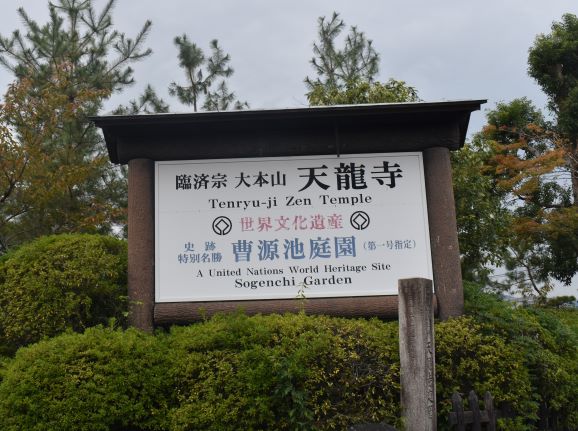 臨済宗 大本山 天龍寺
Tenryu-ji Zen Temple
世界文化遺産
史跡
特別名勝 曹源池庭園 (第一号指定)
A United Nations World Heritage Site
Sogenchi Garden